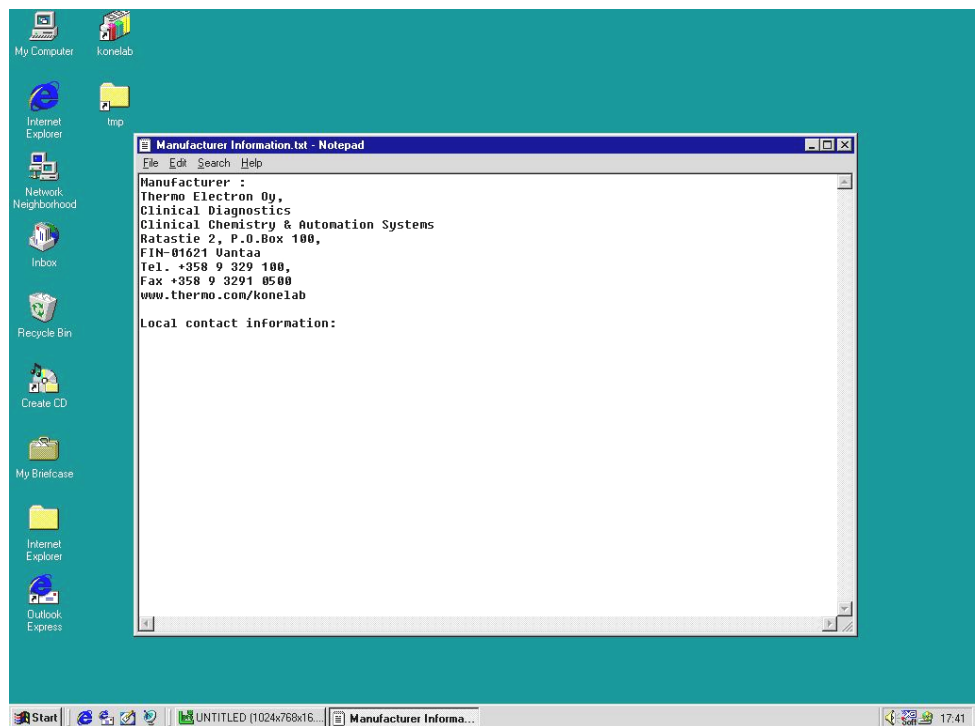 My Computer
konelab
Internet
Explorer
tmp
Network
Neighborhood
Inbox
Recycle Bin
Create CD
My Briefcase
Internet
Explorer
Outlook
Express
Manufacturer Information.txt - Notepad
File Edit Search Help
Manufacturer :
Thermo Electron Oy,
Clinical Diagnostics
Clinical Chemistry & Automation Systems
Ratastie 2, P.O.Box 100,
FIN-01621 Vantaa
Tel. +358 9 329 100,
Fax +358 9 3291 0500
www.thermo.com/konelab
Local contact information:
Start
UNTITLED (1024x768x16...
Manufacturer Informa...
Soft
17:41